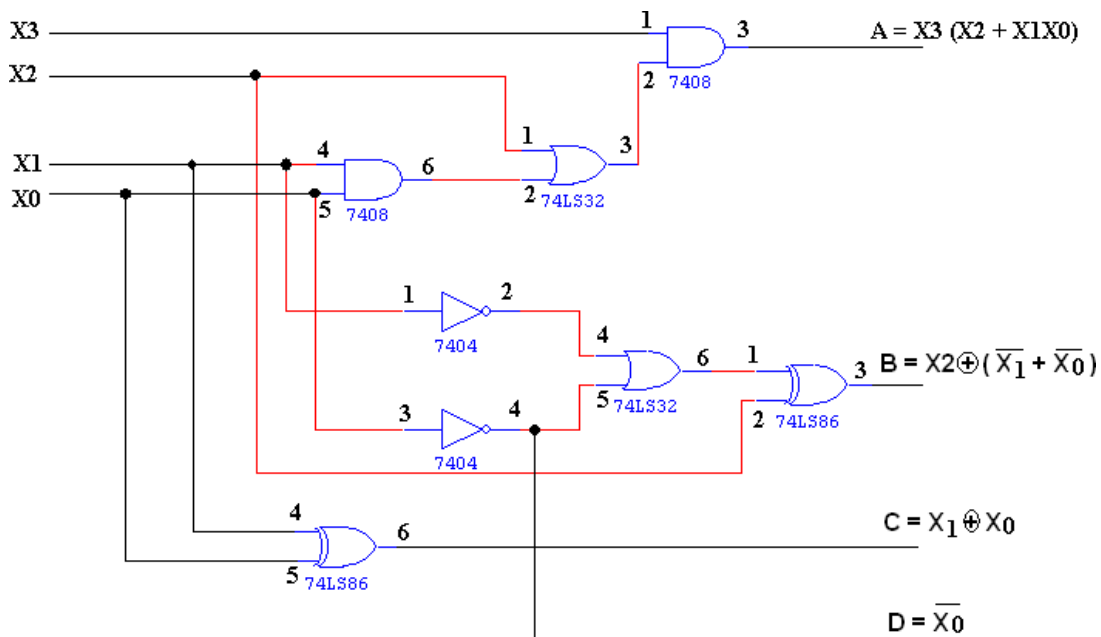 X3
1
3
A = X3 (X2 + X1X0)
X2
2
7408
1
3
X1
4
6
X0
5
2
7408
74LS32
1
2
7404
4
6
1
3
B = X2 ⊕ ( X̅1 + X̅0 )
3
4
5
74LS32
2
74LS86
7404
4
6
C = X1 ⊕ X0
5
74LS86
D = X̅0